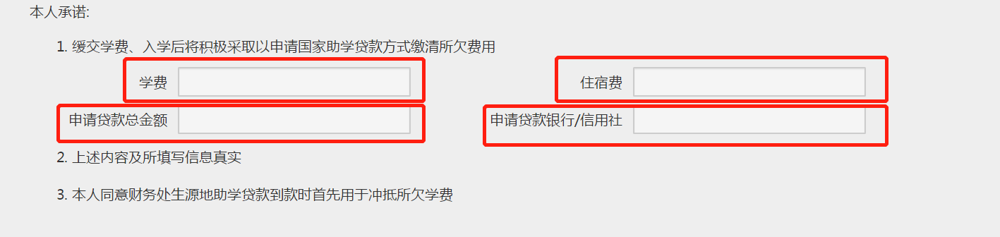 本人承诺:
1. 缓交学费、入学后将积极采取以申请国家助学贷款方式缴清所欠费用
学费 住宿费
申请贷款总金额 申请贷款银行/信用社
2. 上述内容及所填写信息真实
3. 本人同意财务处生源地助学贷款到款时首先用于冲抵所欠学费